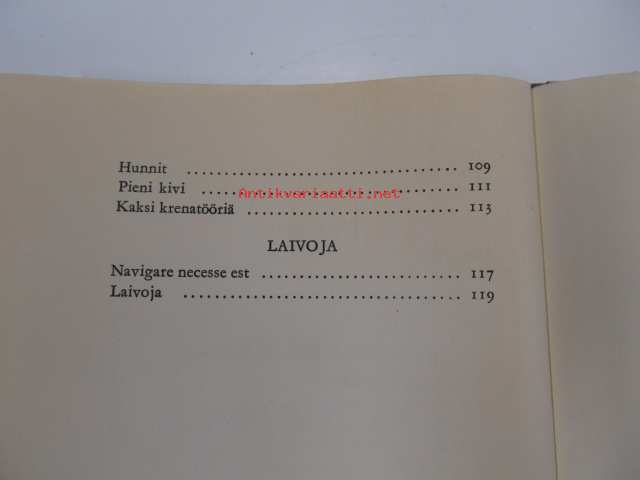 Hunnit ................................. 109
Pieni kivi ................................. 111
Antikvariaatti.net
Kaksi krenatööriä .......................... 113
LAIVOJA
Navigare necesse est ........................ 117
Laivoja .................................. 119